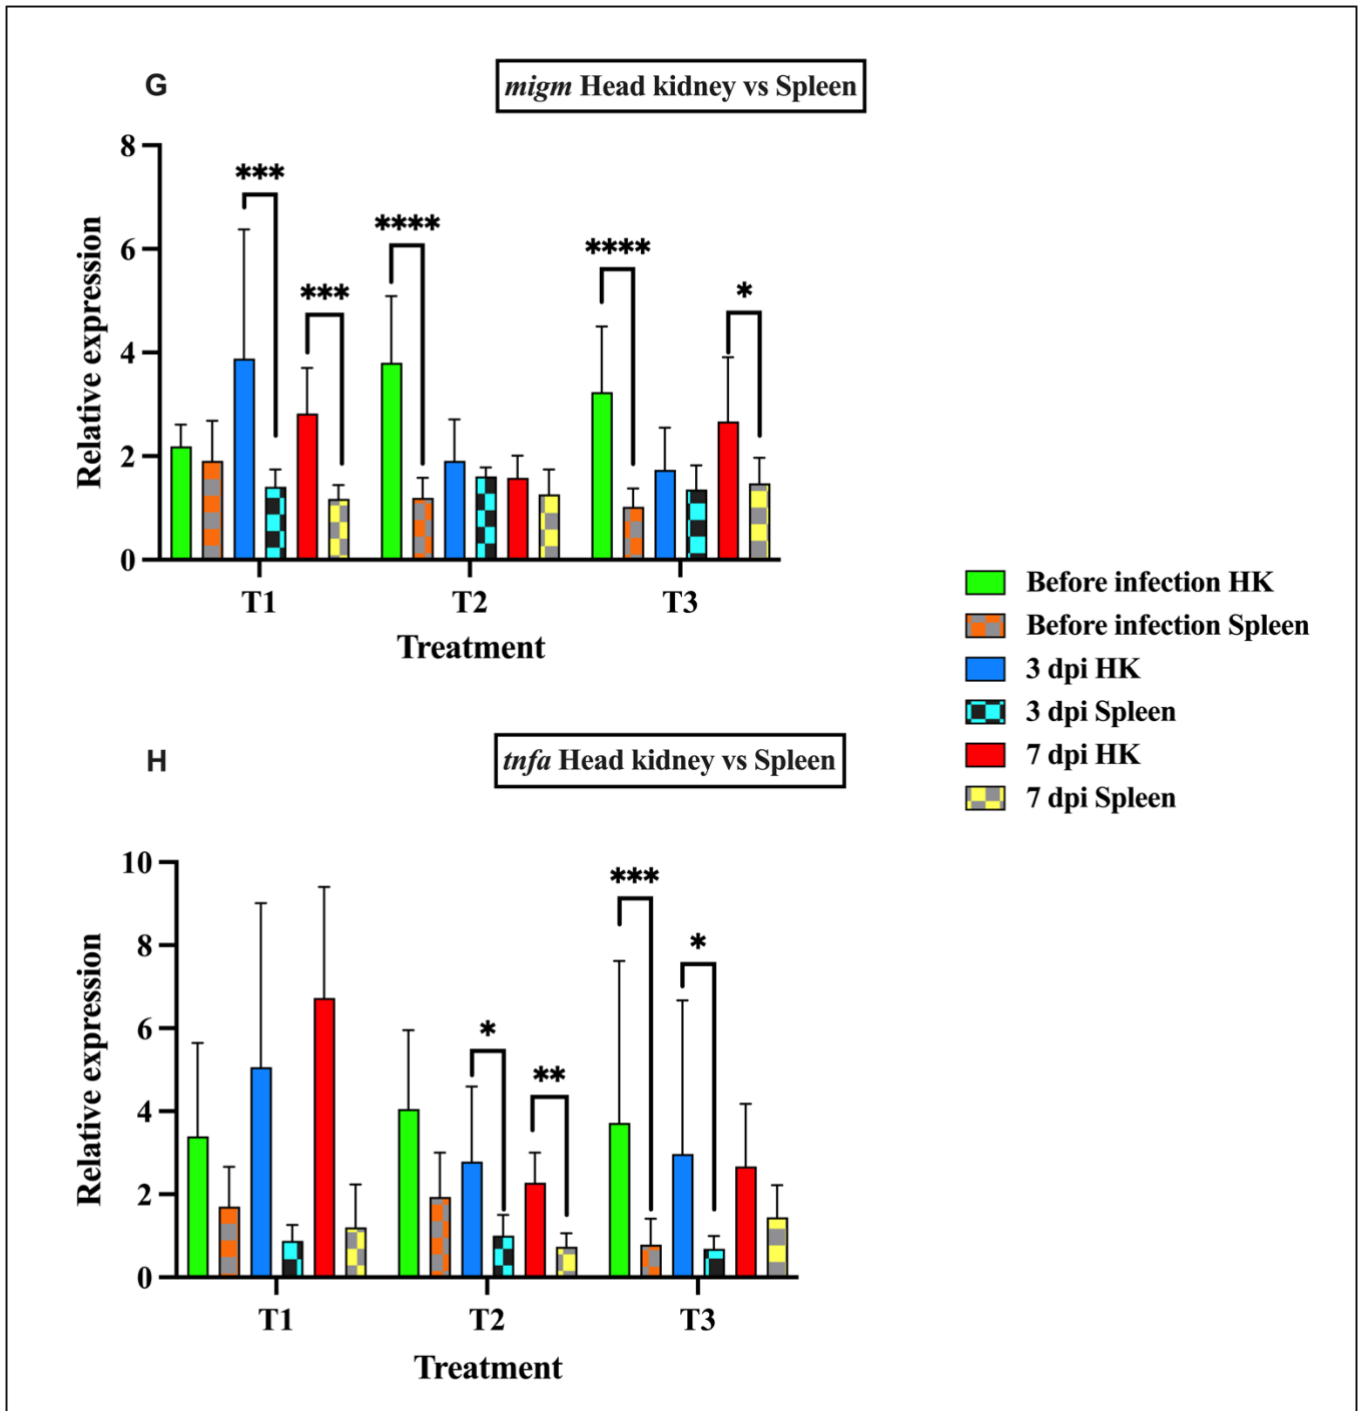 G
migm Head kidney vs Spleen
8
6
4
2
0
Relative expression
***
***
****
****
*
T1 T2 T3
Treatment
Before infection HK
Before infection Spleen
3 dpi HK
3 dpi Spleen
7 dpi HK
7 dpi Spleen
H
tnfa Head kidney vs Spleen
10
8
6
4
2
0
Relative expression
*
**
***
*
T1 T2 T3
Treatment